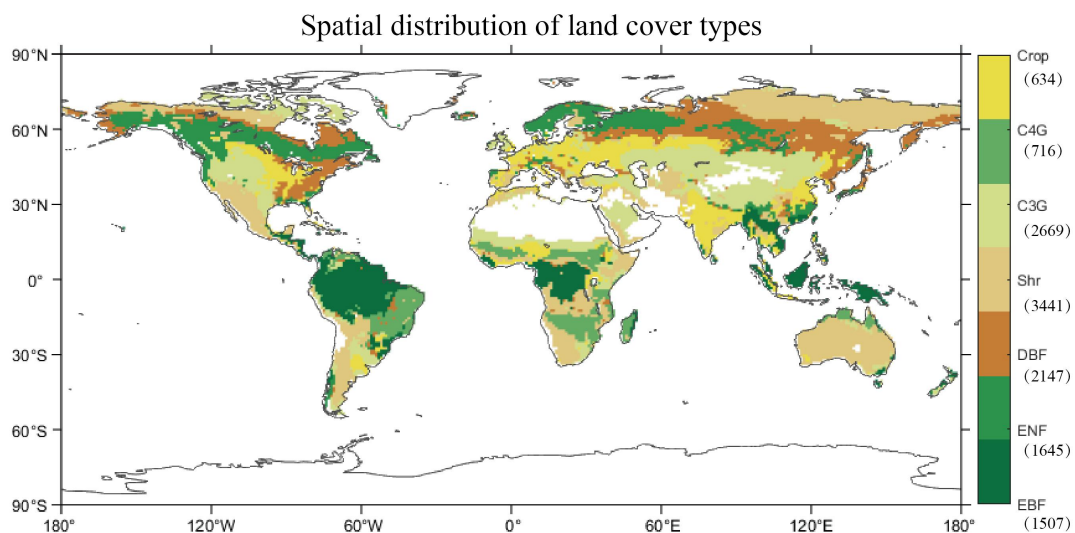 Spatial distribution of land cover types
90°N
60°N
30°N
0°
30°S
60°S
90°S
180°
120°W
60°W
0°
60°E
120°E
180°
Crop
(634)
C4G
(716)
C3G
(2669)
Shr
(3441)
DBF
(2147)
ENF
(1645)
EBF
(1507)